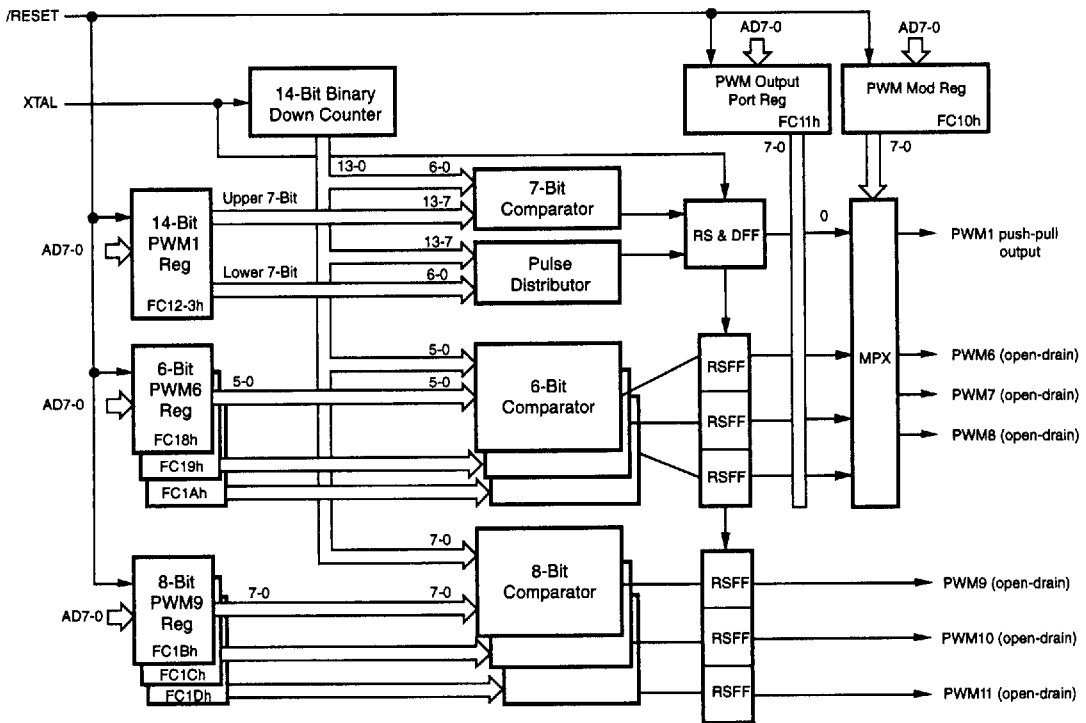 /RESET
AD7-0
AD7-0
PWM Output
Port Reg
FC11h
PWM Mod Reg
FC10h
XTAL
14-Bit Binary
Down Counter
7-0
7-0
13-0
6-0
Upper 7-Bit
13-7
7-Bit
Comparator
14-Bit
PWM1
Reg
FC12-3h
AD7-0
RS & DFF
0
PWM1 push-pull
output
13-7
Lower 7-Bit
6-0
Pulse
Distributor
MPX
5-0
6-Bit
PWM6
Reg
FC18h
FC19h
FC1Ah
AD7-0
5-0
5-0
6-Bit
Comparator
RSFF
RSFF
RSFF
PWM6 (open-drain)
PWM7 (open-drain)
PWM8 (open-drain)
7-0
8-Bit
PWM9
Reg
FC1Bh
FC1Ch
FC1Dh
AD7-0
7-0
7-0
8-Bit
Comparator
RSFF
RSFF
RSFF
PWM9 (open-drain)
PWM10 (open-drain)
PWM11 (open-drain)